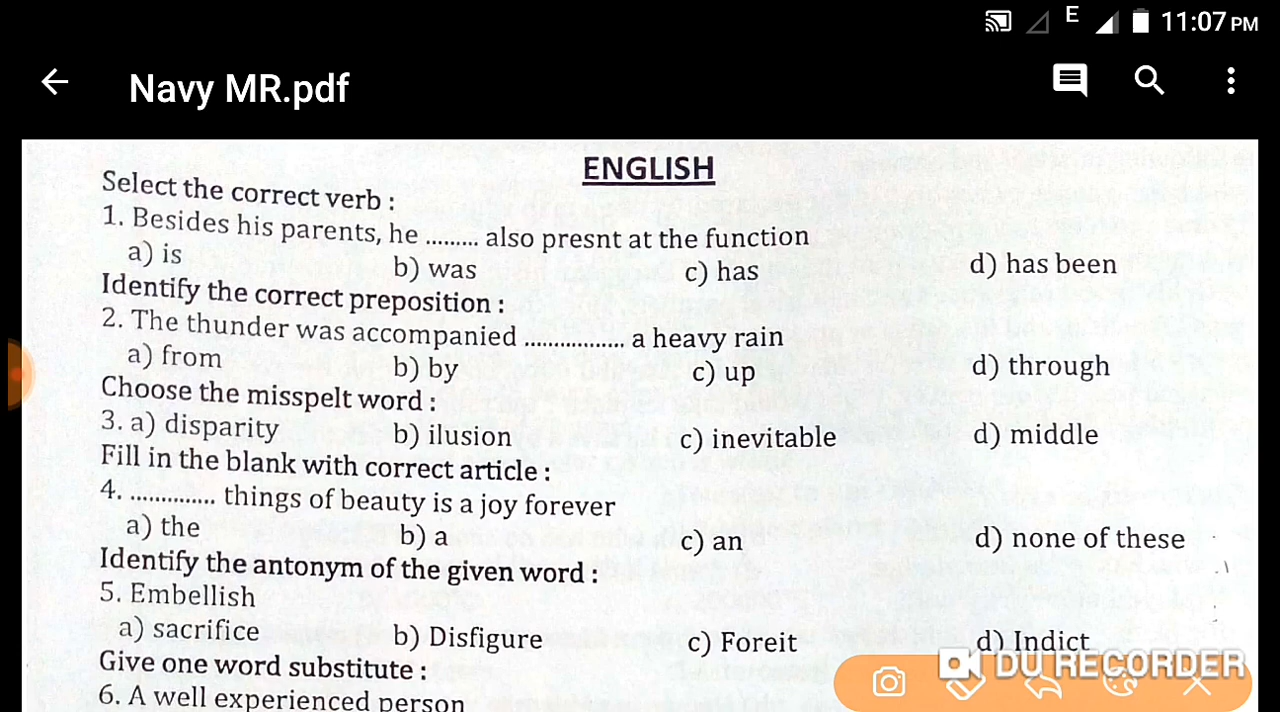 E 11:07 PM
Navy MR.pdf
ENGLISH
Select the correct verb :
1. Besides his parents, he ......... also presnt at the function
a) is b) was c) has d) has been
Identify the correct preposition :
2. The thunder was accompanied ................ a heavy rain
a) from b) by c) up d) through
Choose the misspelt word :
3. a) disparity b) ilusion c) inevitable d) middle
Fill in the blank with correct article :
4. ............. things of beauty is a joy forever
a) the b) a c) an d) none of these
Identify the antonym of the given word :
5. Embellish
a) sacrifice b) Disfigure c) Foreit d) Indict
Give one word substitute :
DU RECORDER
6. A well experienced person